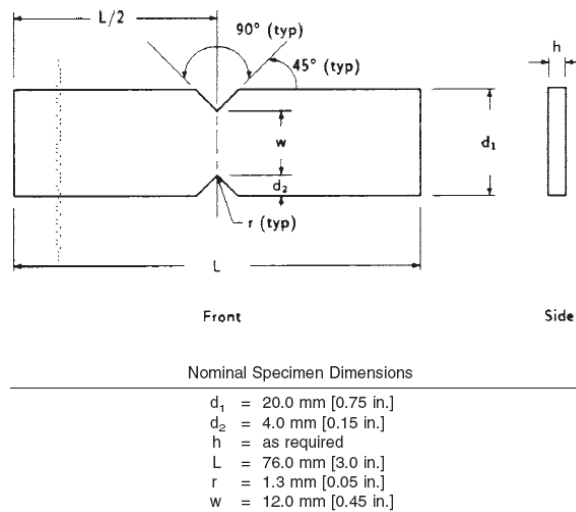 L/2
90° (typ)
45° (typ)
h
w
d₁
d₂
r (typ)
L
Front
Side
Nominal Specimen Dimensions
d₁ = 20.0 mm [0.75 in.]
d₂ = 4.0 mm [0.15 in.]
h = as required
L = 76.0 mm [3.0 in.]
r = 1.3 mm [0.05 in.]
w = 12.0 mm [0.45 in.]